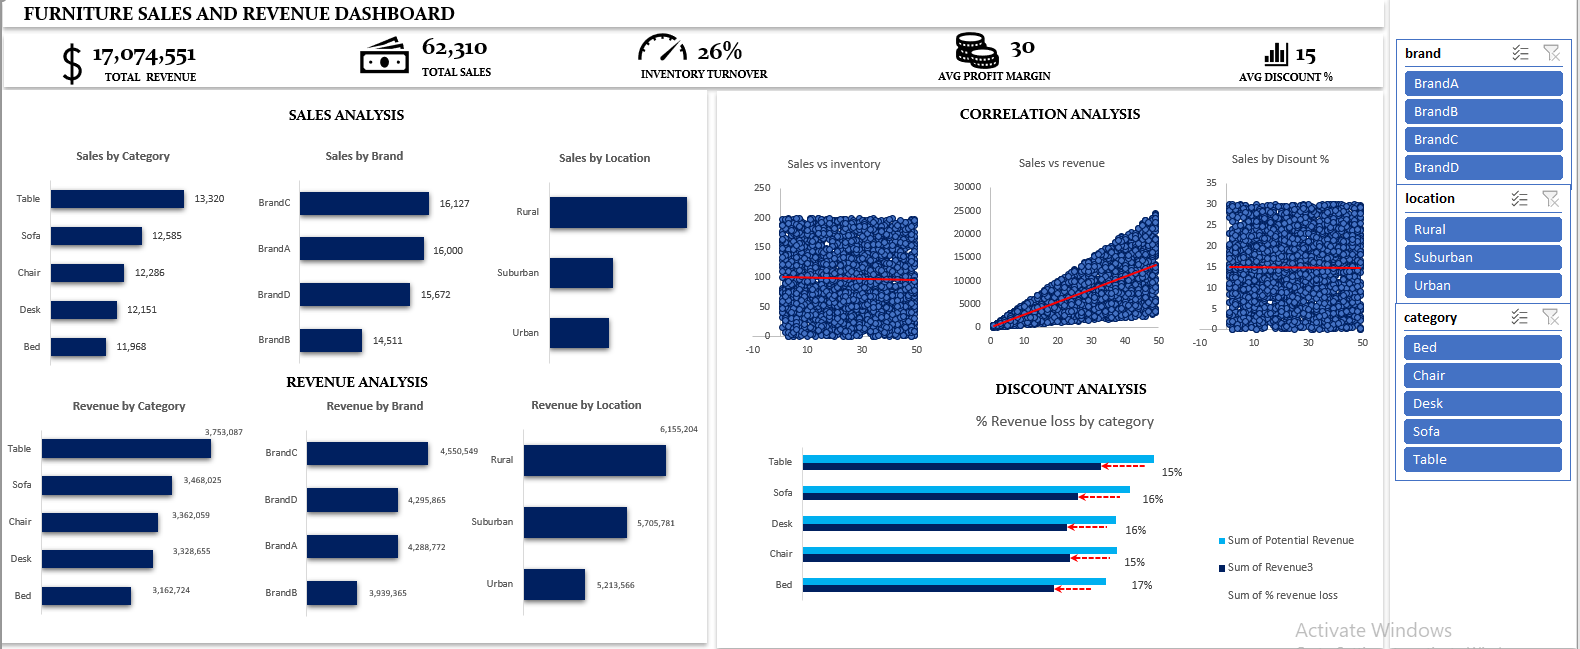 FURNITURE SALES AND REVENUE DASHBOARD
17,074,551
TOTAL REVENUE
62,310
TOTAL SALES
26%
INVENTORY TURNOVER
30
AVG PROFIT MARGIN
15
AVG DISCOUNT %
SALES ANALYSIS
Sales by Category
Table 13,320
Sofa 12,585
Chair 12,286
Desk 12,151
Bed 11,968
Sales by Brand
BrandC 16,127
BrandA 16,000
BrandD 15,672
BrandB 14,511
Sales by Location
Rural
Suburban
Urban
REVENUE ANALYSIS
Revenue by Category
Table 3,753,087
Sofa 3,468,025
Chair 3,362,059
Desk 3,328,655
Bed 3,162,724
Revenue by Brand
BrandC 4,550,549
BrandD 4,295,865
BrandA 4,288,772
BrandB 3,939,365
Revenue by Location
Rural 6,155,204
Suburban 5,705,781
Urban 5,213,566
CORRELATION ANALYSIS
Sales vs inventory
250
200
150
100
50
0
-10 10 30 50
Sales vs revenue
30000
25000
20000
15000
10000
5000
0
0 10 20 30 40 50
Sales by Disount %
35
30
25
20
15
10
5
0
-10 10 30 50
DISCOUNT ANALYSIS
% Revenue loss by category
Table 15%
Sofa 16%
Desk 16%
Chair 15%
Bed 17%
Sum of Potential Revenue
Sum of Revenue3
Sum of % revenue loss
brand
BrandA
BrandB
BrandC
BrandD
location
Rural
Suburban
Urban
category
Bed
Chair
Desk
Sofa
Table
Activate Windows